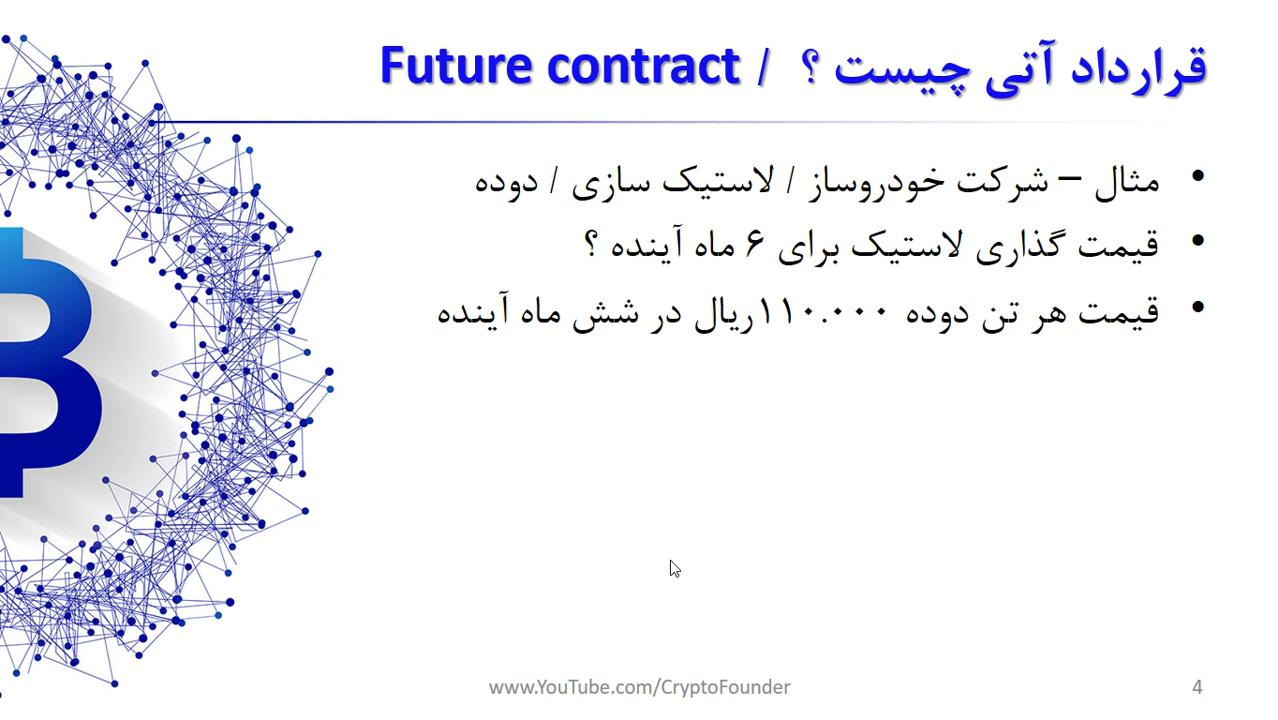 قرارداد آتی چیست ؟ / Future contract
• مثال – شرکت خودروساز / لاستیک سازی / دوده
• قیمت گذاری لاستیک برای ۶ ماه آینده ؟
• قیمت هر تن دوده ۱۱۰.۰۰۰ریال در شش ماه آینده
www.YouTube.com/CryptoFounder
4